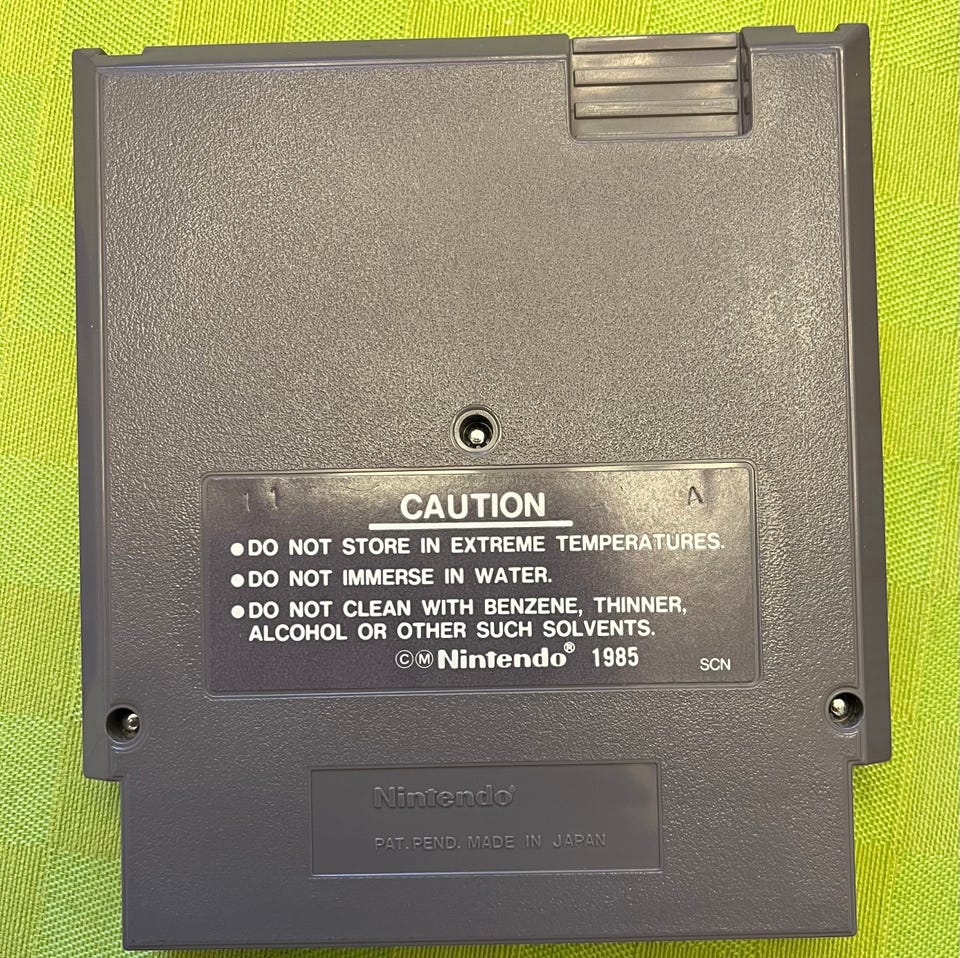 11 A
CAUTION
●DO NOT STORE IN EXTREME TEMPERATURES.
●DO NOT IMMERSE IN WATER.
●DO NOT CLEAN WITH BENZENE, THINNER,
ALCOHOL OR OTHER SUCH SOLVENTS.
©Ⓜ Nintendo® 1985 SCN
Nintendo®
PAT. PEND. MADE IN JAPAN